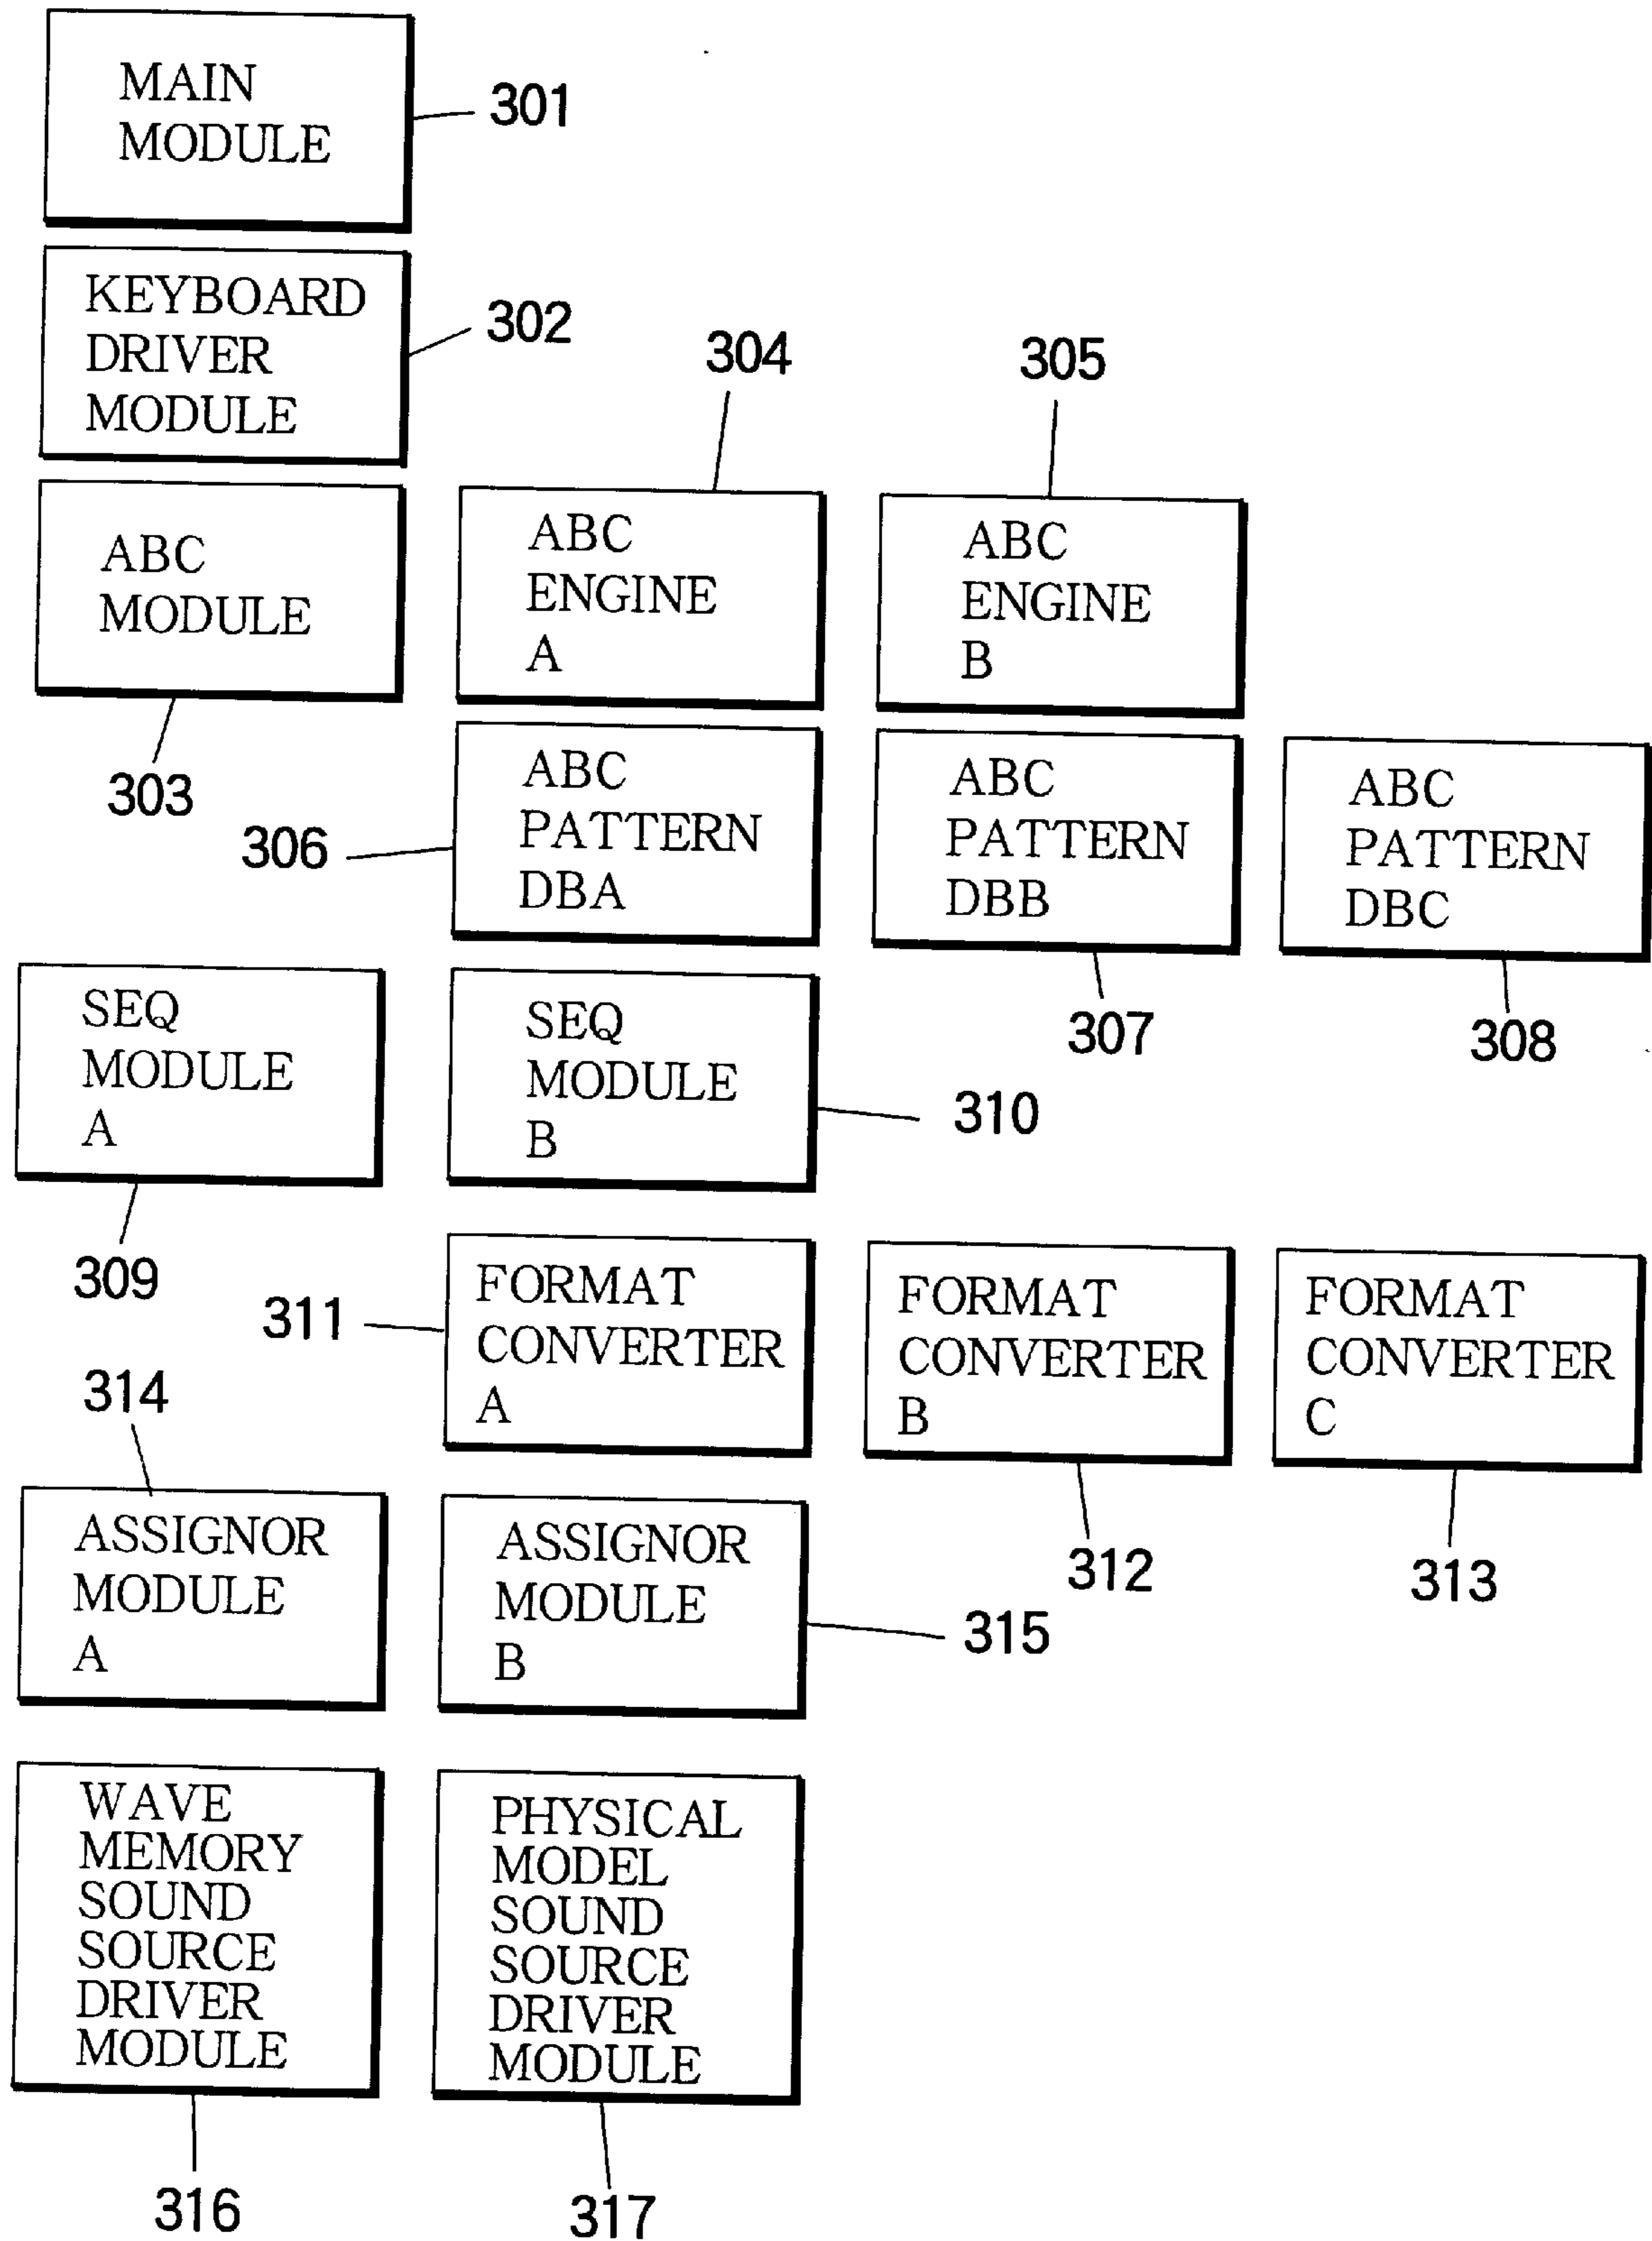 MAIN
MODULE
301
KEYBOARD
DRIVER
MODULE
302
304
305
ABC
MODULE
303
ABC
ENGINE
A
ABC
ENGINE
B
306
ABC
PATTERN
DBA
ABC
PATTERN
DBB
307
ABC
PATTERN
DBC
308
SEQ
MODULE
A
309
SEQ
MODULE
B
310
311
FORMAT
CONVERTER
A
FORMAT
CONVERTER
B
312
FORMAT
CONVERTER
C
313
314
ASSIGNOR
MODULE
A
ASSIGNOR
MODULE
B
315
WAVE
MEMORY
SOUND
SOURCE
DRIVER
MODULE
316
PHYSICAL
MODEL
SOUND
SOURCE
DRIVER
MODULE
317